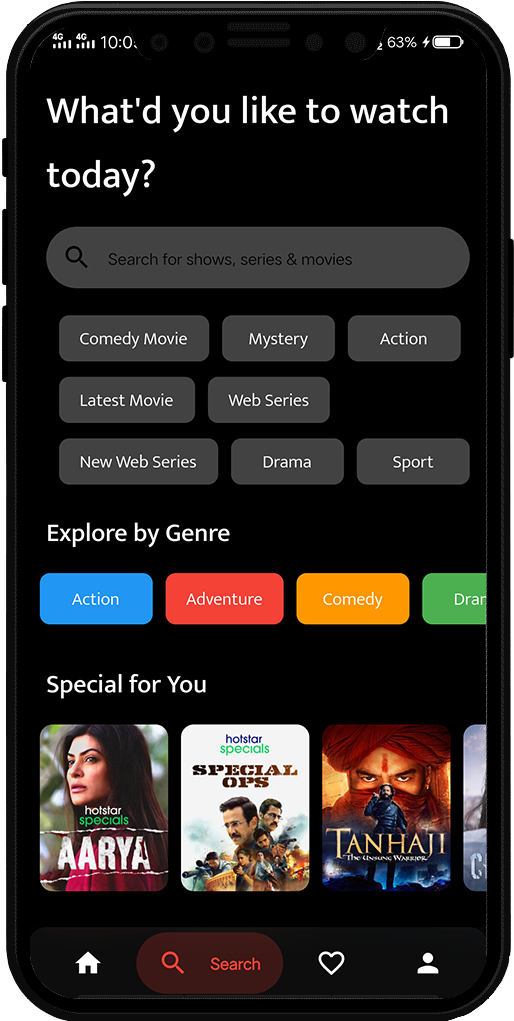 4G 4G 10:0
63%
What'd you like to watch
today?
Search for shows, series & movies
Comedy Movie Mystery Action
Latest Movie Web Series
New Web Series Drama Sport
Explore by Genre
Action Adventure Comedy Dra
Special for You
hotstar
specials
AARYA
hotstar
specials
SPECIAL
OPS
TANHAJI
THE UNSUNG WARRIOR
Search